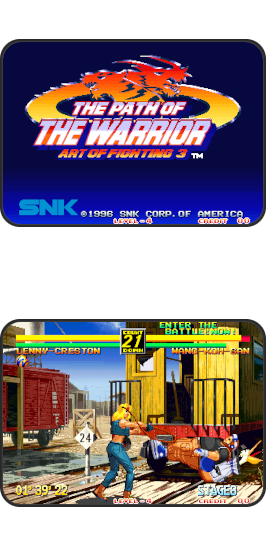 THE PATH OF
THE WARRIOR
ART OF FIGHTING 3 ™
SNK
©1996 SNK CORP. OF AMERICA
LEVEL-4 CREDIT 00
ENTER THE
BATTLE NOW!
COUNT
21
DOWN
LENNY-CRESTON
WANG-KOH-SAN
24
01'39"22
STAGE3
LEVEL-4 CREDIT 00